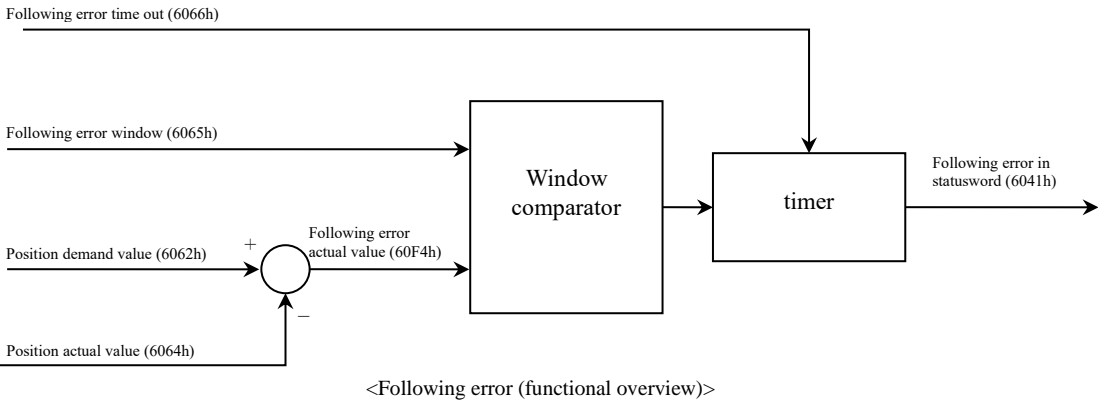 Following error time out (6066h)
Following error window (6065h)
Window
comparator
timer
Following error in
statusword (6041h)
Following error
actual value (60F4h)
+
Position demand value (6062h)
−
Position actual value (6064h)
<Following error (functional overview)>